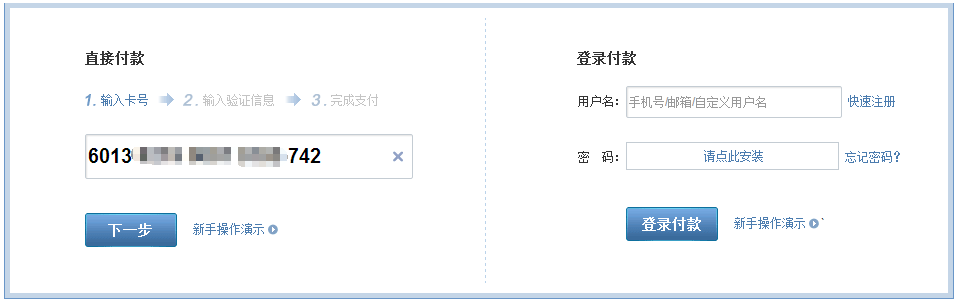 直接付款
1. 输入卡号 2. 输入验证信息 3. 完成支付
6013 742
下一步 新手操作演示
登录付款
用户名: 手机号/邮箱/自定义用户名 快速注册
密 码: 请点此安装 忘记密码?
登录付款 新手操作演示